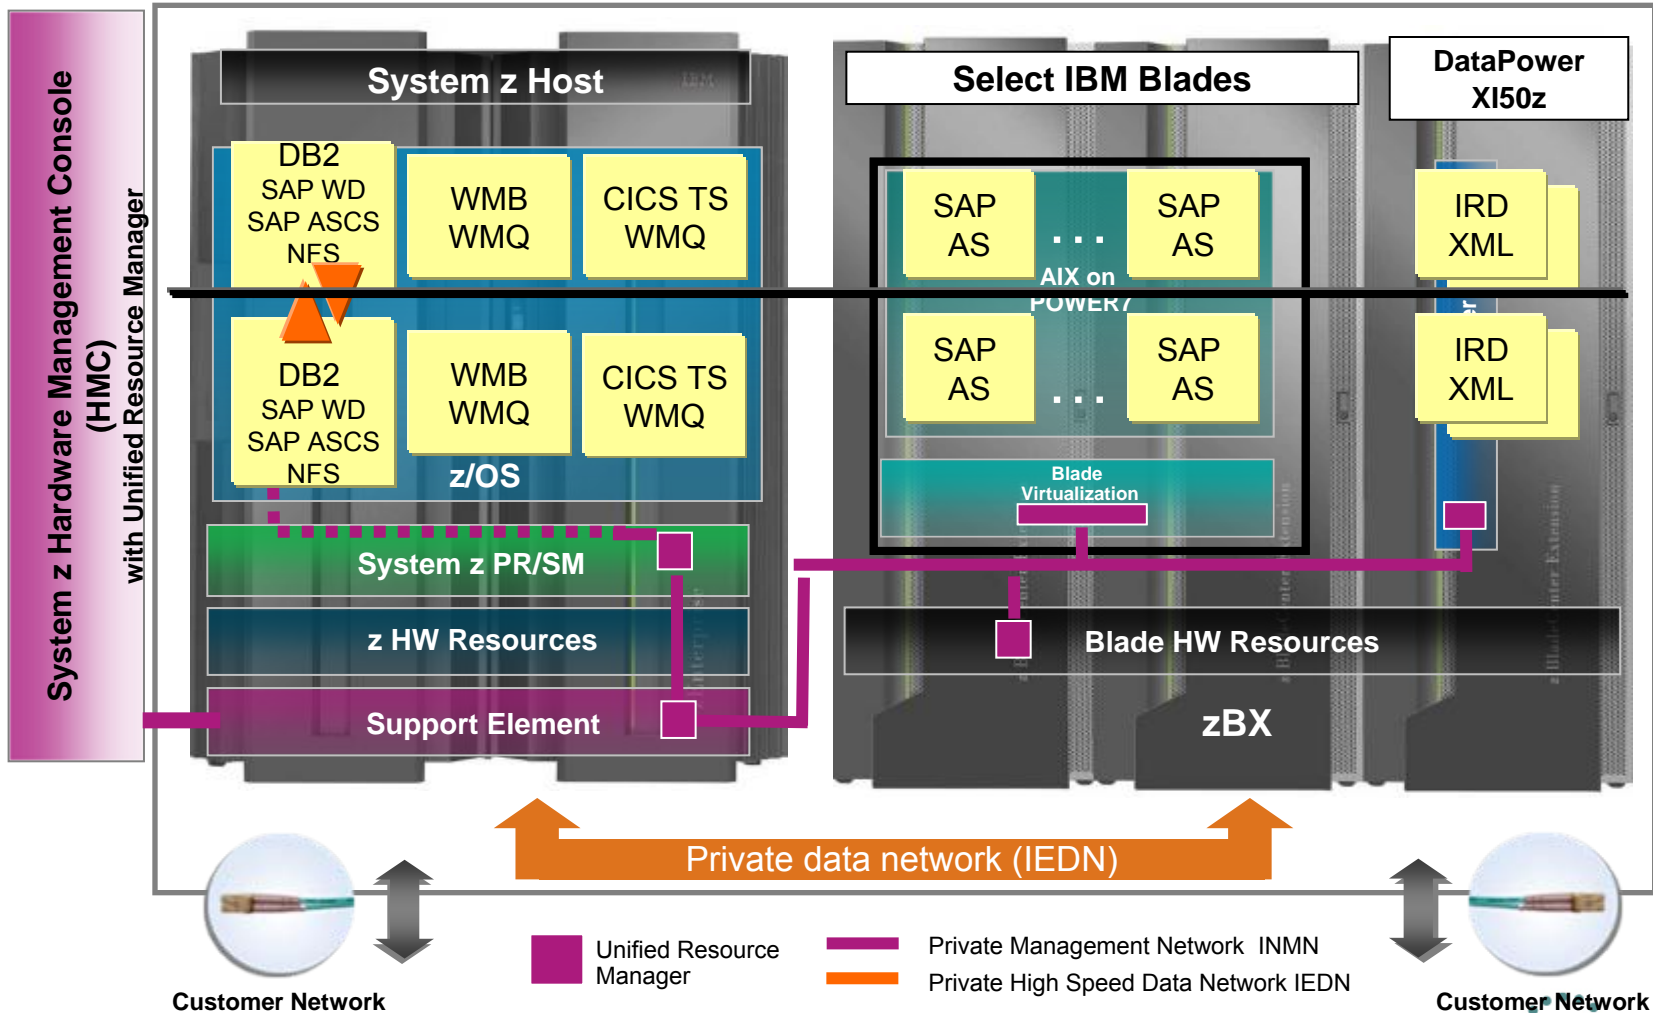 System z Hardware Management Console
(HMC)
with Unified Resource Manager
System z Host
IBM
Select IBM Blades
DataPower
XI50z
DB2
SAP WD
SAP ASCS
NFS
WMB
WMQ
CICS TS
WMQ
SAP
AS
. . .
SAP
AS
IRD
XML
AIX on
POWER7
er
DB2
SAP WD
SAP ASCS
NFS
WMB
WMQ
CICS TS
WMQ
SAP
AS
. . .
SAP
AS
IRD
XML
z/OS
Blade
Virtualization
System z PR/SM
z HW Resources
Blade HW Resources
Support Element
zBX
z BladeCenter Extension
Private data network (IEDN)
Unified Resource
Manager
Private Management Network INMN
Private High Speed Data Network IEDN
Customer Network
Customer Network